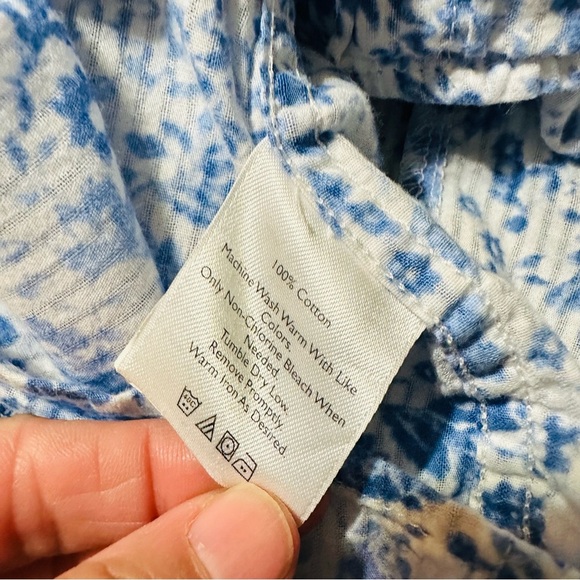 100% Cotton
Machine Wash Warm With Like
Colors
Only Non-Chlorine Bleach When
Needed
Tumble Dry Low
Remove Promptly
Warm Iron As Desired